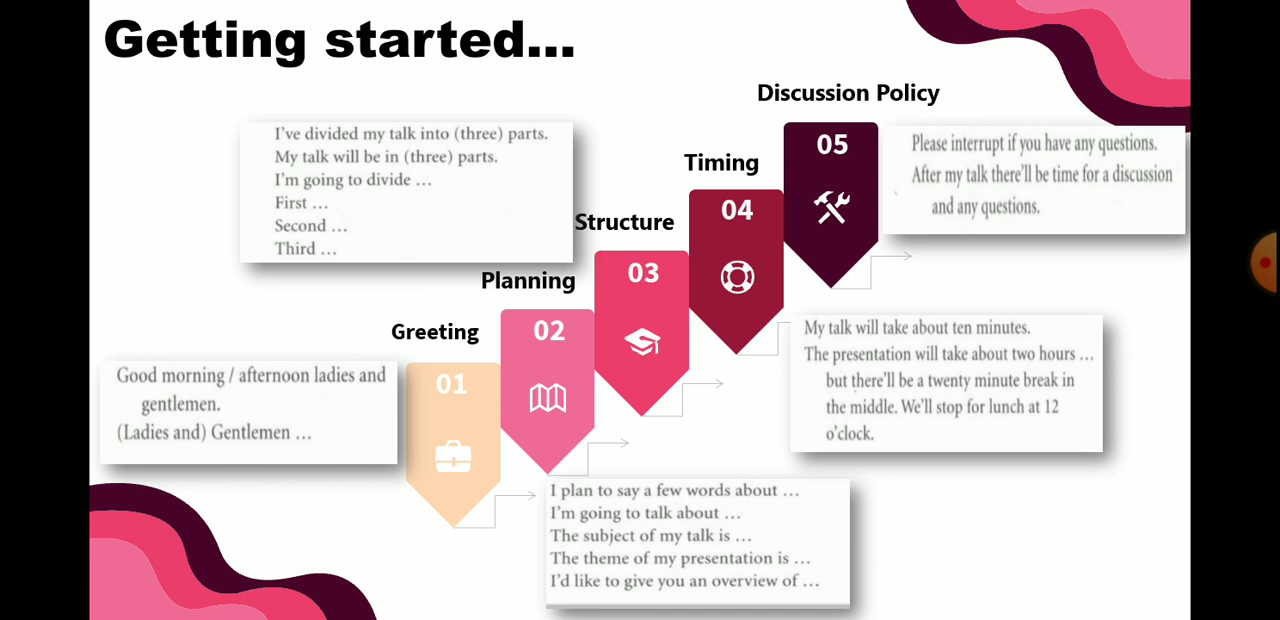 Getting started...
Discussion Policy
05
Please interrupt if you have any questions.
After my talk there'll be time for a discussion
and any questions.
I've divided my talk into (three) parts.
My talk will be in (three) parts.
I'm going to divide ...
First ...
Second ...
Third ...
Timing
04
My talk will take about ten minutes.
The presentation will take about two hours ...
but there'll be a twenty minute break in
the middle. We'll stop for lunch at 12
o'clock.
Structure
03
Planning
02
I plan to say a few words about ...
I'm going to talk about ...
The subject of my talk is ...
The theme of my presentation is ...
I'd like to give you an overview of ...
Greeting
01
Good morning / afternoon ladies and
gentlemen.
(Ladies and) Gentlemen ...